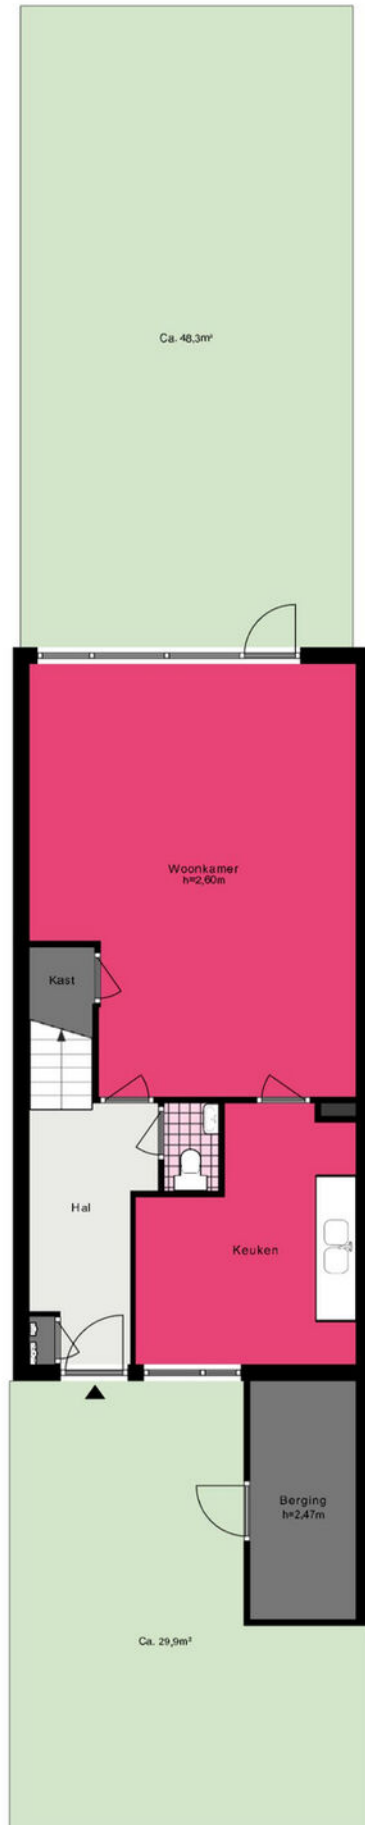 Ca. 48,3m²
Woonkamer
h=2,60m
Kast
Hal
Keuken
Berging
h=2,47m
Ca. 29,9m²